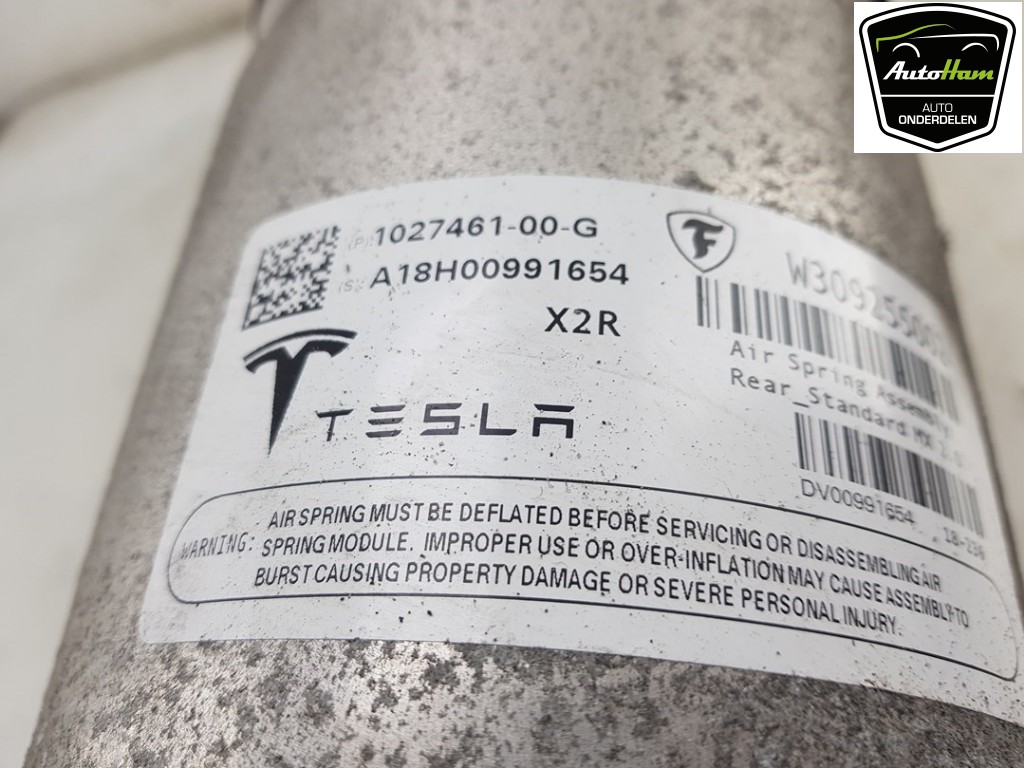 AutoHam
AUTO
ONDERDELEN
(P): 1027461-00-G
(S): A18H00991654
X2R
TESLA
F
Air Spring Assembly
Rear_Standard MX
DV00991654
WARNING: AIR SPRING MUST BE DEFLATED BEFORE SERVICING OR DISASSEMBLING AIR
SPRING MODULE. IMPROPER USE OR OVER-INFLATION MAY CAUSE ASSEMBLY TO
BURST CAUSING PROPERTY DAMAGE OR SEVERE PERSONAL INJURY.